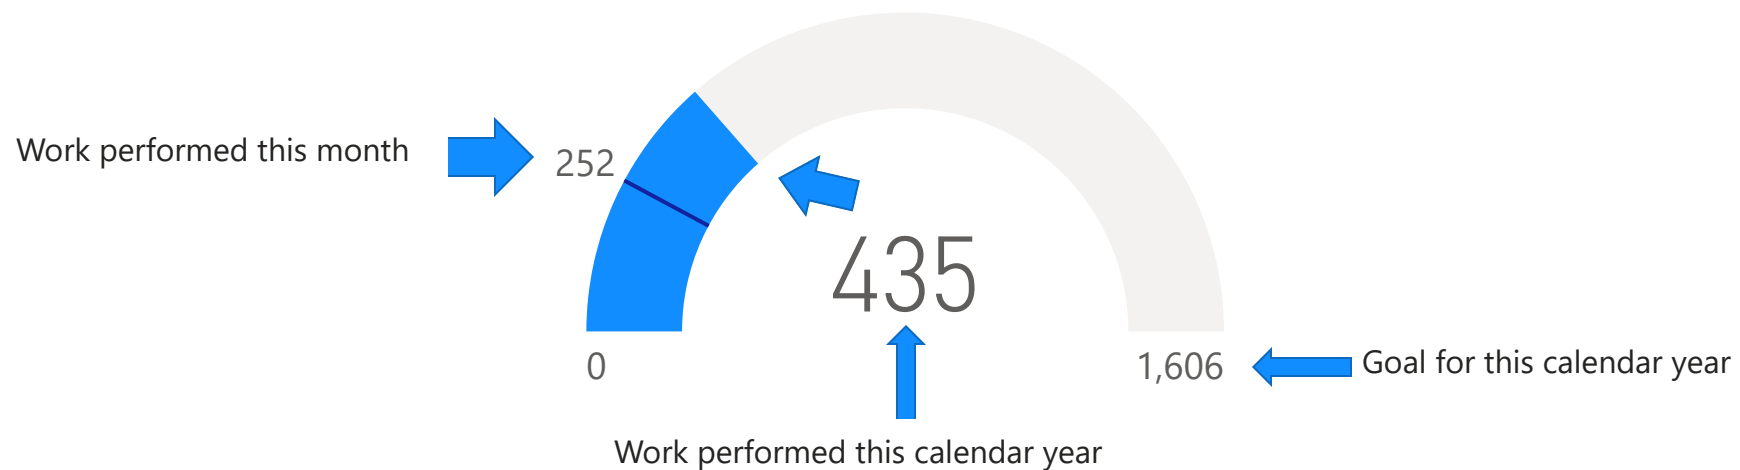 Work performed this month
252
435
0
1,606
Goal for this calendar year
Work performed this calendar year